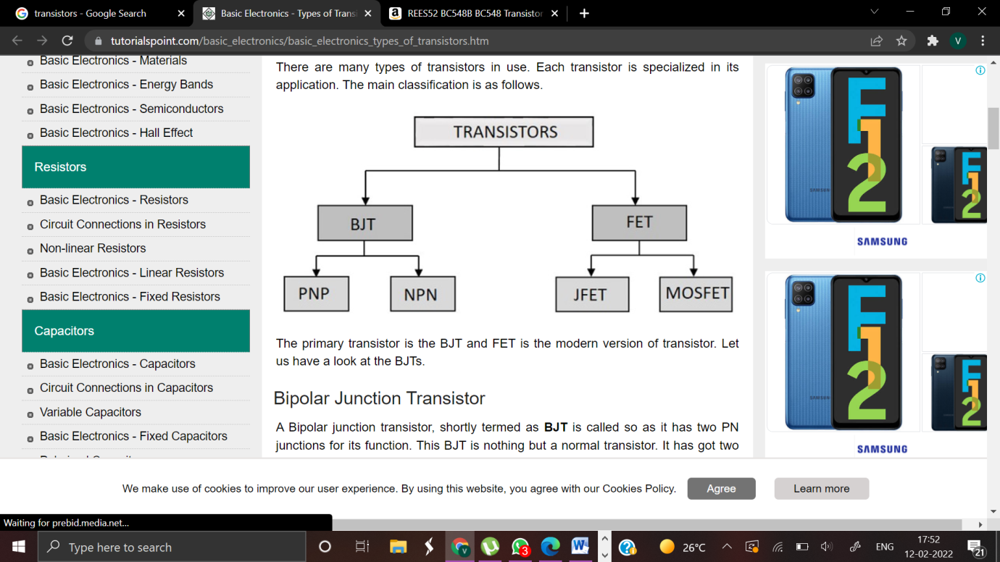 transistors - Google Search
Basic Electronics - Types of Transi
REES52 BC548B BC548 Transistor
tutorialspoint.com/basic_electronics/basic_electronics_types_of_transistors.htm
V
Basic Electronics - Materials
Basic Electronics - Energy Bands
Basic Electronics - Semiconductors
Basic Electronics - Hall Effect
Resistors
Basic Electronics - Resistors
Circuit Connections in Resistors
Non-linear Resistors
Basic Electronics - Linear Resistors
Basic Electronics - Fixed Resistors
Capacitors
Basic Electronics - Capacitors
Circuit Connections in Capacitors
Variable Capacitors
Basic Electronics - Fixed Capacitors
There are many types of transistors in use. Each transistor is specialized in its
application. The main classification is as follows.
TRANSISTORS
BJT
FET
PNP
NPN
JFET
MOSFET
The primary transistor is the BJT and FET is the modern version of transistor. Let
us have a look at the BJTs.
Bipolar Junction Transistor
A Bipolar junction transistor, shortly termed as BJT is called so as it has two PN
junctions for its function. This BJT is nothing but a normal transistor. It has got two
F12
SAMSUNG
F12
SAMSUNG
F12
SAMSUNG
F12
SAMSUNG
We make use of cookies to improve our user experience. By using this website, you agree with our Cookies Policy.
Agree
Learn more
Waiting for prebid.media.net...
Type here to search
3
26°C
ENG
17:52
12-02-2022
21